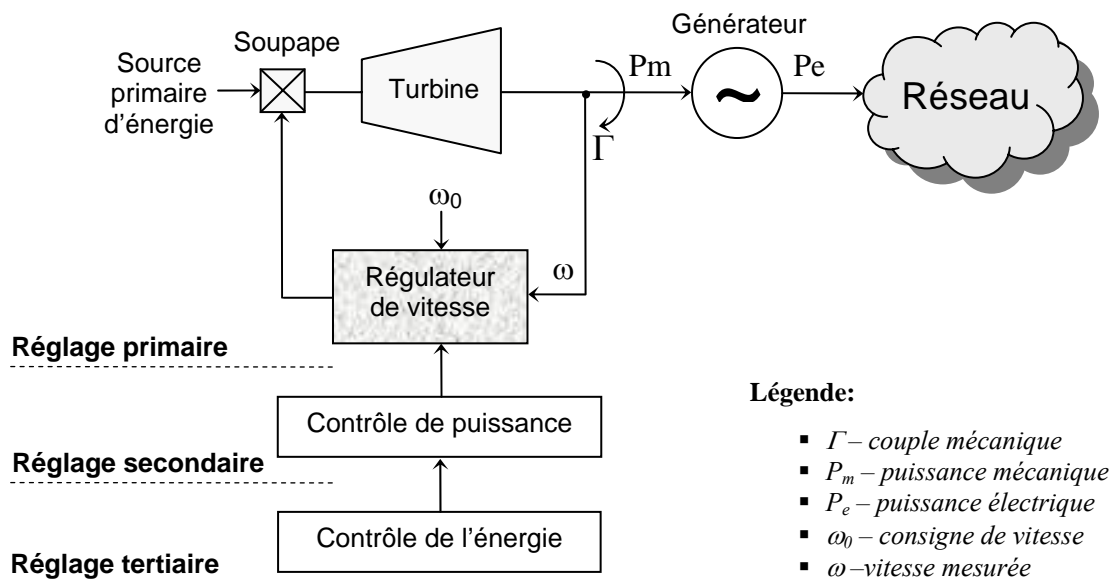 Soupape
Générateur
Source
primaire
d'énergie
Turbine
Pm
~
Pe
Réseau
Γ
ω₀
Régulateur
de vitesse
ω
Réglage primaire
Contrôle de puissance
Réglage secondaire
Contrôle de l'énergie
Réglage tertiaire
Légende:
▪ Γ – couple mécanique
▪ Pₘ – puissance mécanique
▪ Pₑ – puissance électrique
▪ ω₀ – consigne de vitesse
▪ ω –vitesse mesurée